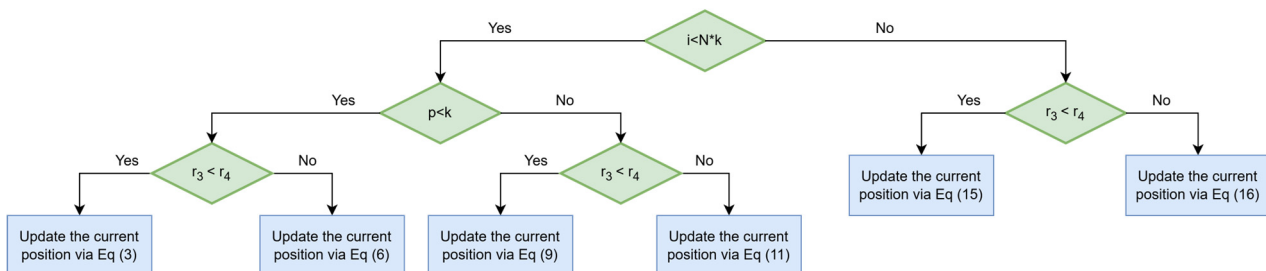 Yes
i<N*k
No
Yes
p<k
No
Yes
r3 < r4
No
Yes
r3 < r4
No
Yes
r3 < r4
No
Update the current
position via Eq (15)
Update the current
position via Eq (16)
Update the current
position via Eq (3)
Update the current
position via Eq (6)
Update the current
position via Eq (9)
Update the current
position via Eq (11)